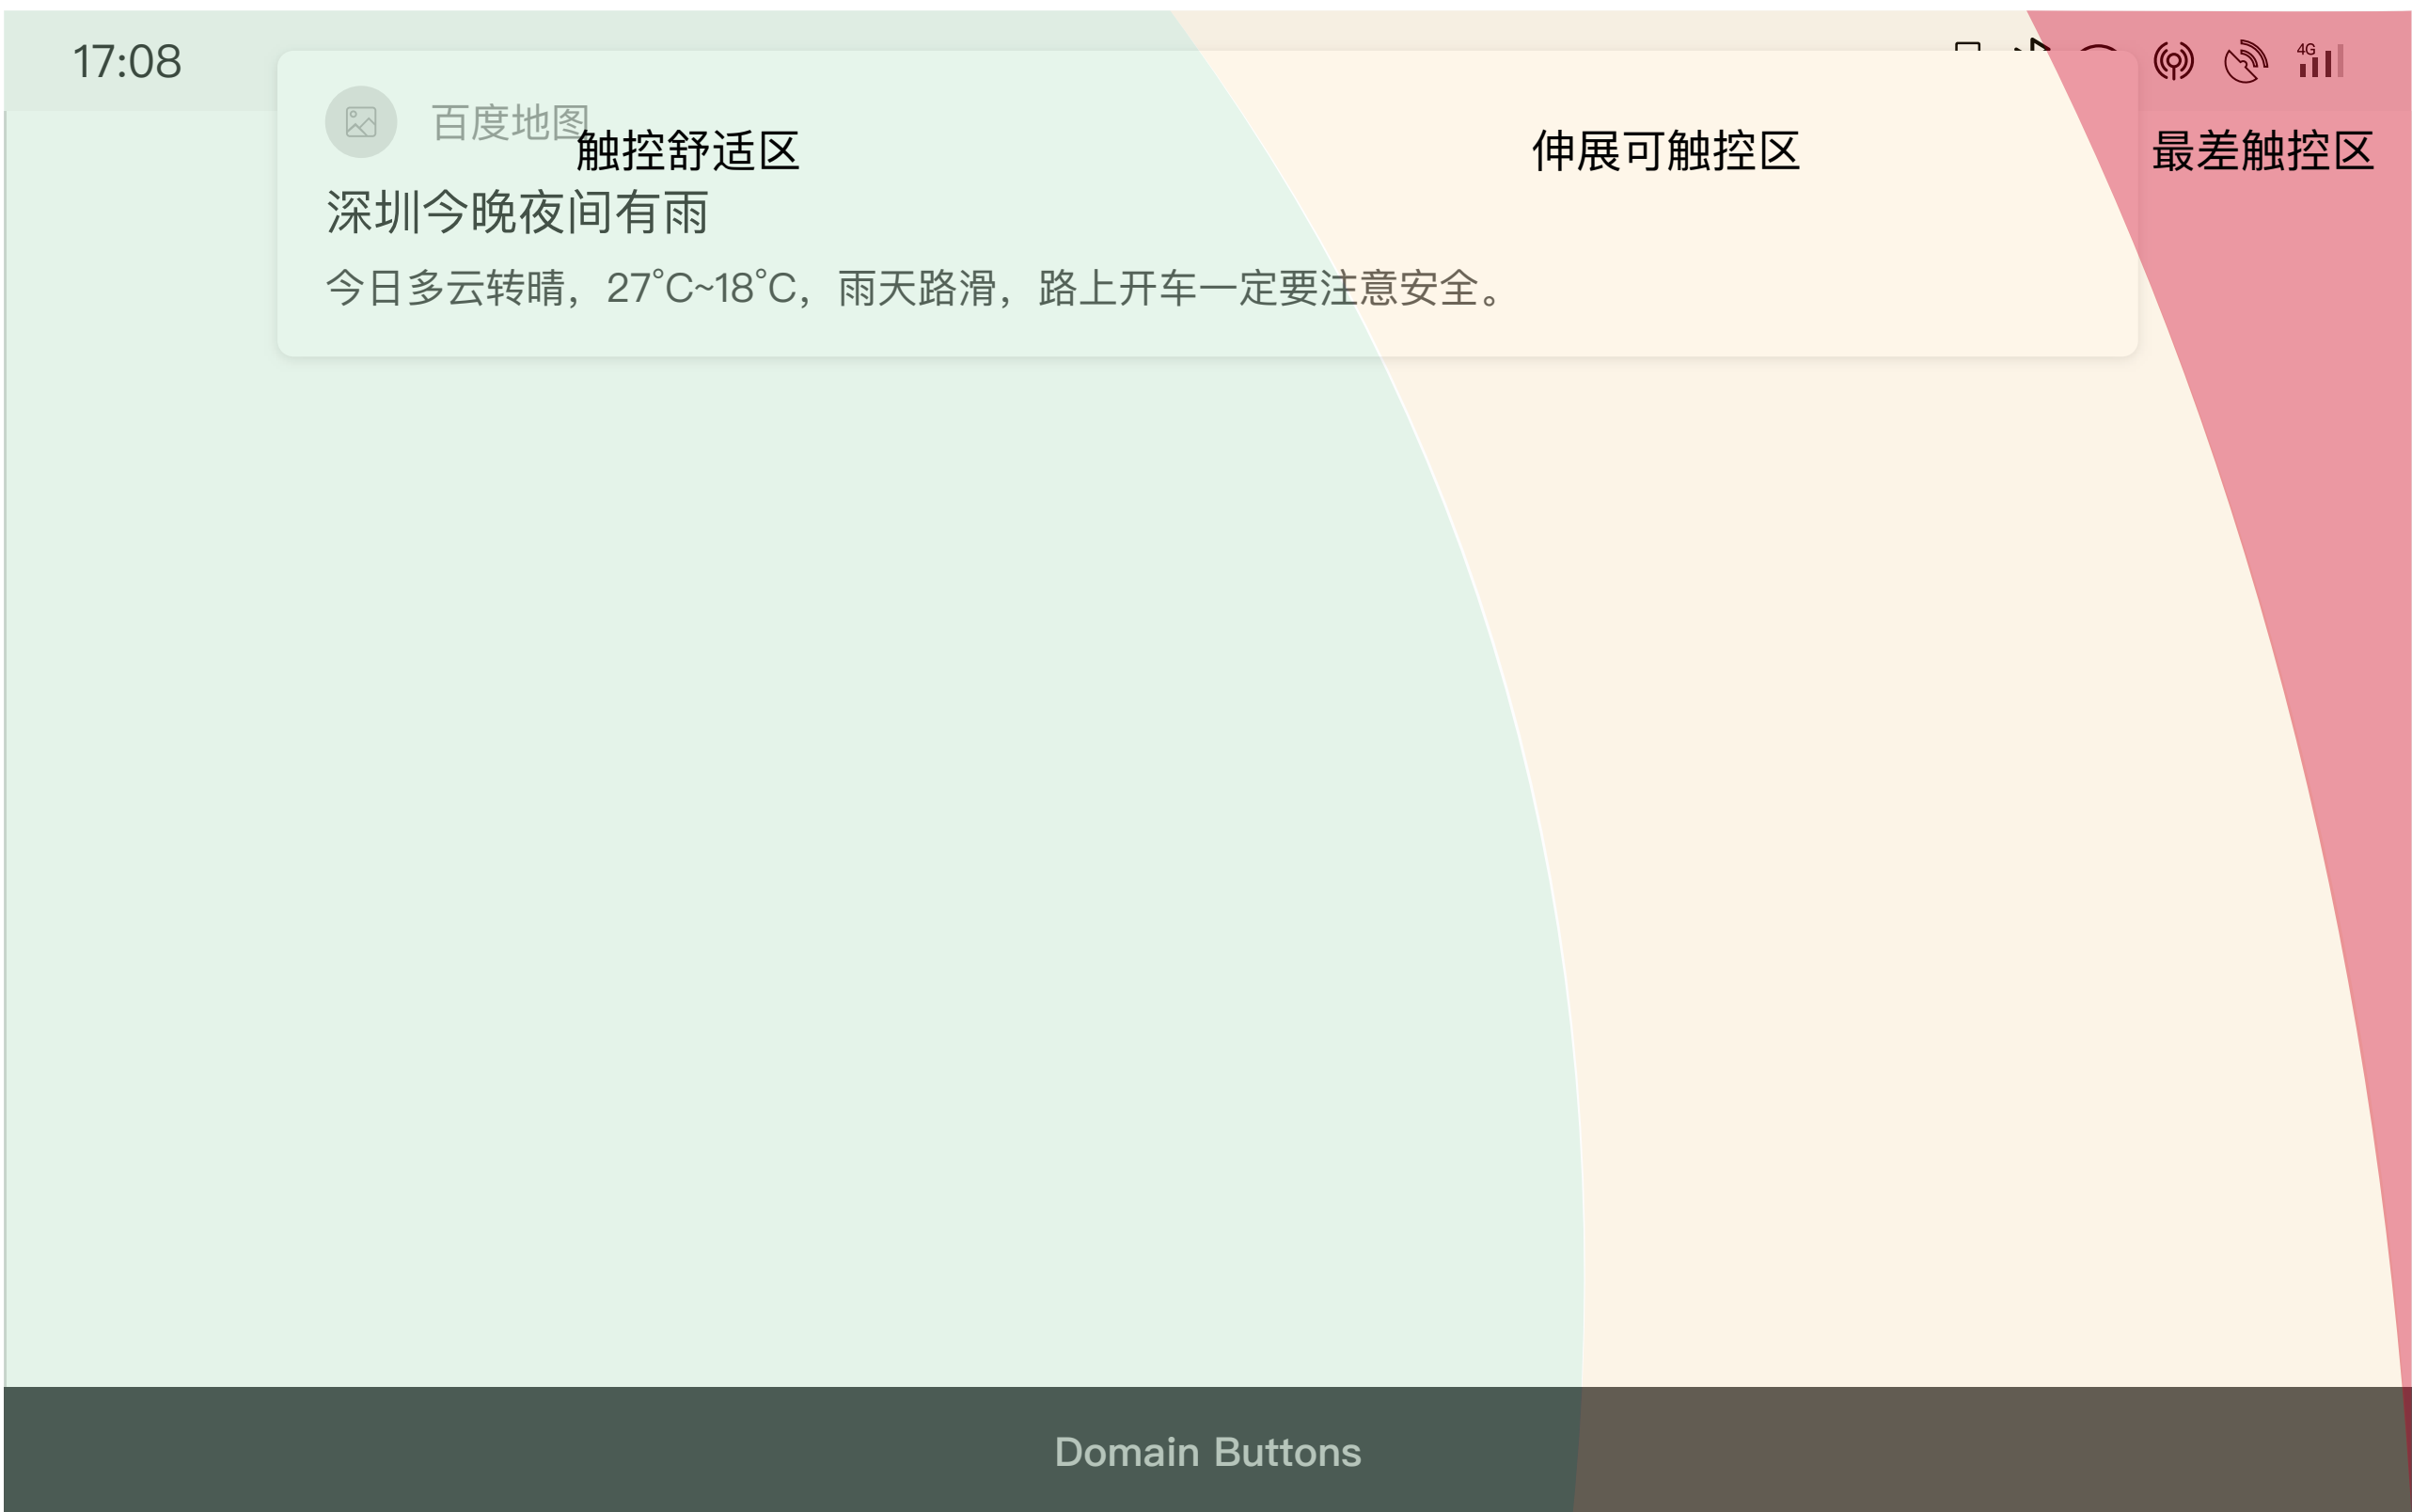 17:08
4G
百度地图
触控舒适区
伸展可触控区
最差触控区
深圳今晚夜间有雨
今日多云转晴，27°C~18°C，雨天路滑，路上开车一定要注意安全。
Domain Buttons